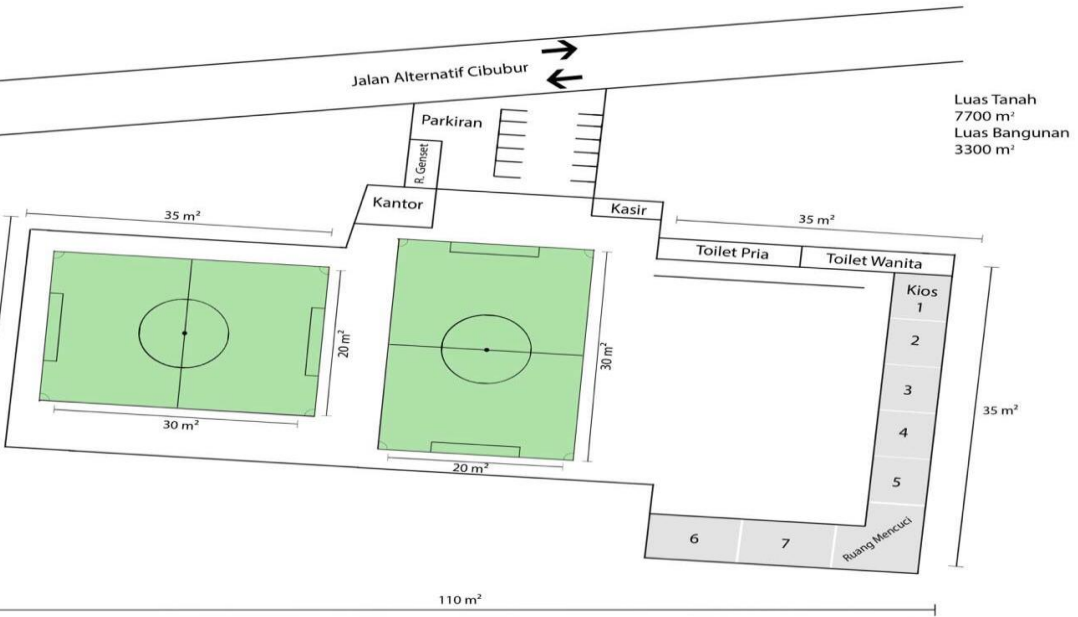 Jalan Alternatif Cibubur
Luas Tanah
7700 m²
Luas Bangunan
3300 m²
Parkiran
R. Genset
Kantor
Kasir
35 m²
35 m²
Toilet Pria
Toilet Wanita
Kios
1
2
3
4
5
6
7
Ruang Mencuci
20 m²
30 m²
30 m²
20 m²
35 m²
110 m²